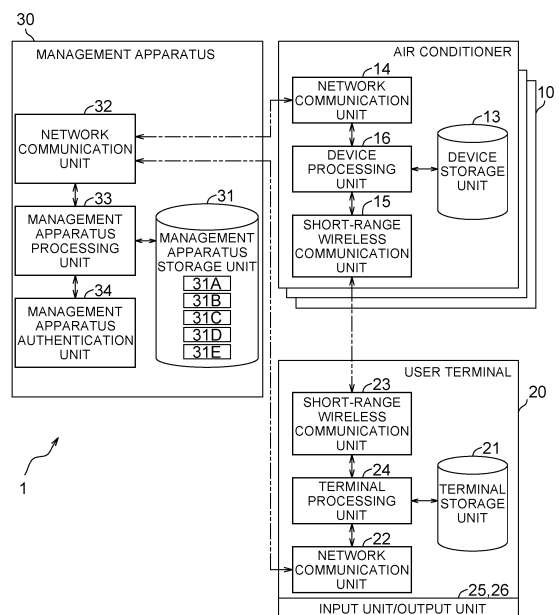 30
MANAGEMENT APPARATUS
32
NETWORK
COMMUNICATION
UNIT
33
MANAGEMENT
APPARATUS
PROCESSING
UNIT
34
MANAGEMENT
APPARATUS
AUTHENTICATION
UNIT
31
MANAGEMENT
APPARATUS
STORAGE UNIT
31A
31B
31C
31D
31E
1
AIR CONDITIONER
10
14
NETWORK
COMMUNICATION
UNIT
16
DEVICE
PROCESSING
UNIT
15
SHORT-RANGE
WIRELESS
COMMUNICATION
UNIT
13
DEVICE
STORAGE
UNIT
USER TERMINAL
20
23
SHORT-RANGE
WIRELESS
COMMUNICATION
UNIT
24
TERMINAL
PROCESSING
UNIT
22
NETWORK
COMMUNICATION
UNIT
21
TERMINAL
STORAGE
UNIT
25,26
INPUT UNIT/OUTPUT UNIT